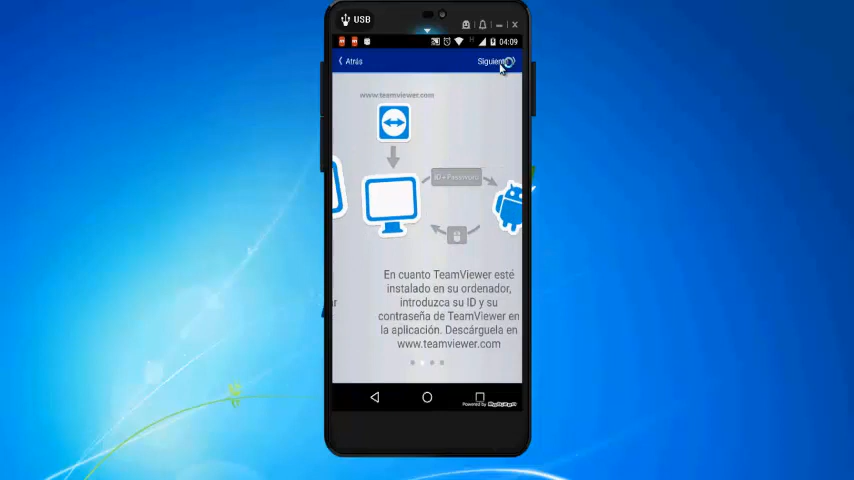 USB
04:09
Atrás
Siguiente
www.teamviewer.com
ID + Password
En cuanto TeamViewer esté
instalado en su ordenador,
introduzca su ID y su
contraseña de TeamViewer en
la aplicación. Descárguela en
www.teamviewer.com
Powered by